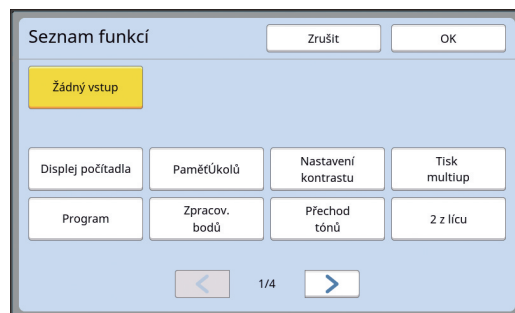 Seznam funkcí
Zrušit
OK
Žádný vstup
Displej počítadla
PaměťÚkolů
Nastavení
kontrastu
Tisk
multiup
Program
Zpracov.
bodů
Přechod
tónů
2 z lícu
1/4